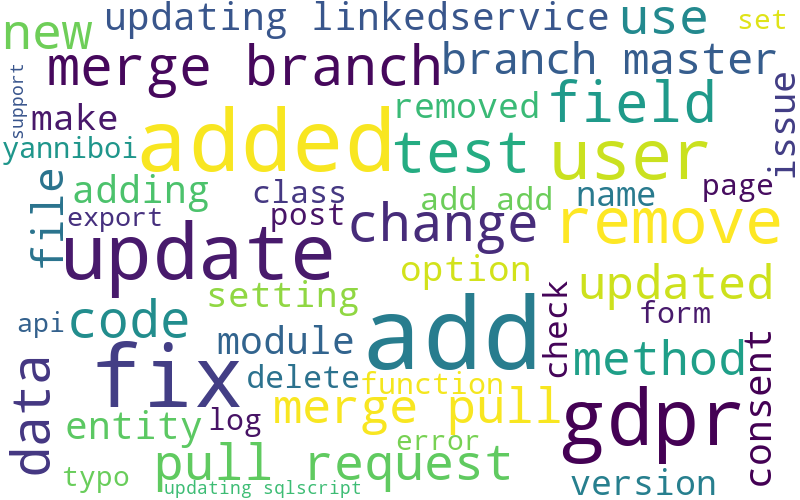 updating linkedservice
use
set
new
merge branch
branch master
support
make
added
removed
field
issue
yanniboi
test
user
file
adding
class
add add
name
page
export
post
change
remove
update
option
updated
setting
add
check
form
api
code
module
method
data
fix
delete
function
gdpr
consent
entity
log
merge pull
error
typo
pull request
updating sqlscript
version